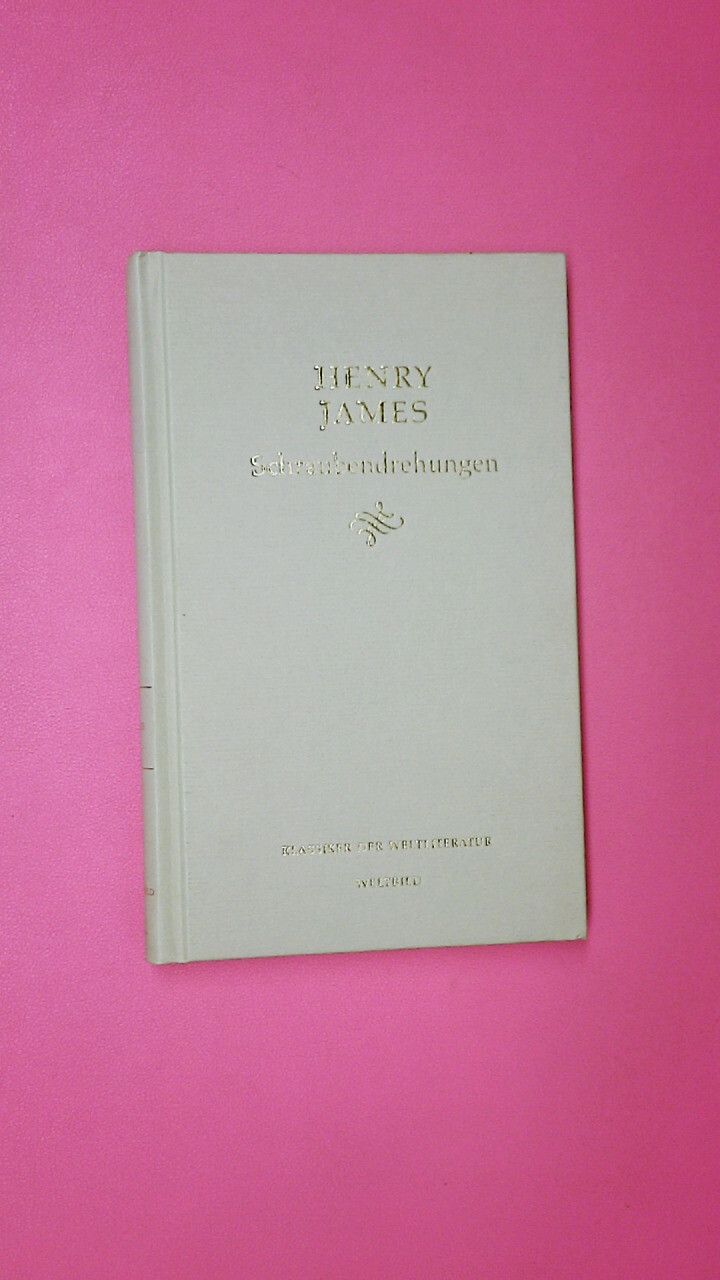 HENRY
JAMES
Schraubendrehungen
KLASSIKER DER WELTLITERATUR
WELTBILD